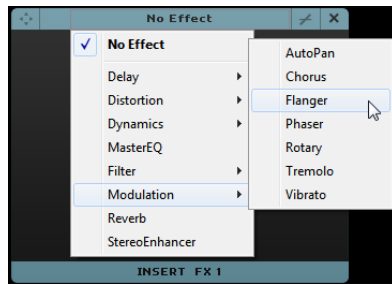 No Effect
No Effect
Delay
Distortion
Dynamics
MasterEQ
Filter
Modulation
Reverb
StereoEnhancer
AutoPan
Chorus
Flanger
Phaser
Rotary
Tremolo
Vibrato
INSERT FX 1